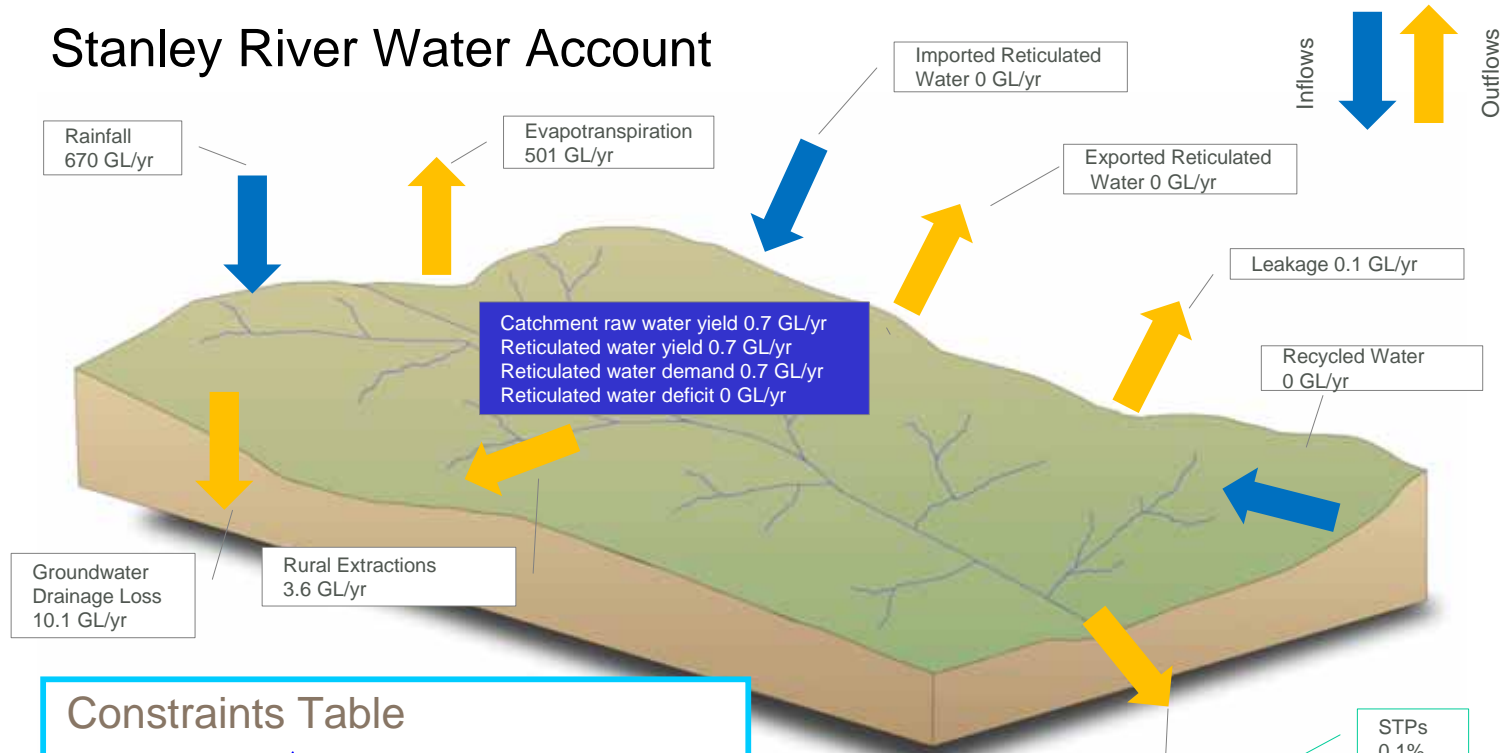 Stanley River Water Account
Inflows
Outflows
Imported Reticulated
Water 0 GL/yr
Rainfall
670 GL/yr
Evapotranspiration
501 GL/yr
Exported Reticulated
Water 0 GL/yr
Leakage 0.1 GL/yr
Catchment raw water yield 0.7 GL/yr
Reticulated water yield 0.7 GL/yr
Reticulated water demand 0.7 GL/yr
Reticulated water deficit 0 GL/yr
Recycled Water
0 GL/yr
Groundwater
Drainage Loss
10.1 GL/yr
Rural Extractions
3.6 GL/yr
Constraints Table
STPs
0.1%